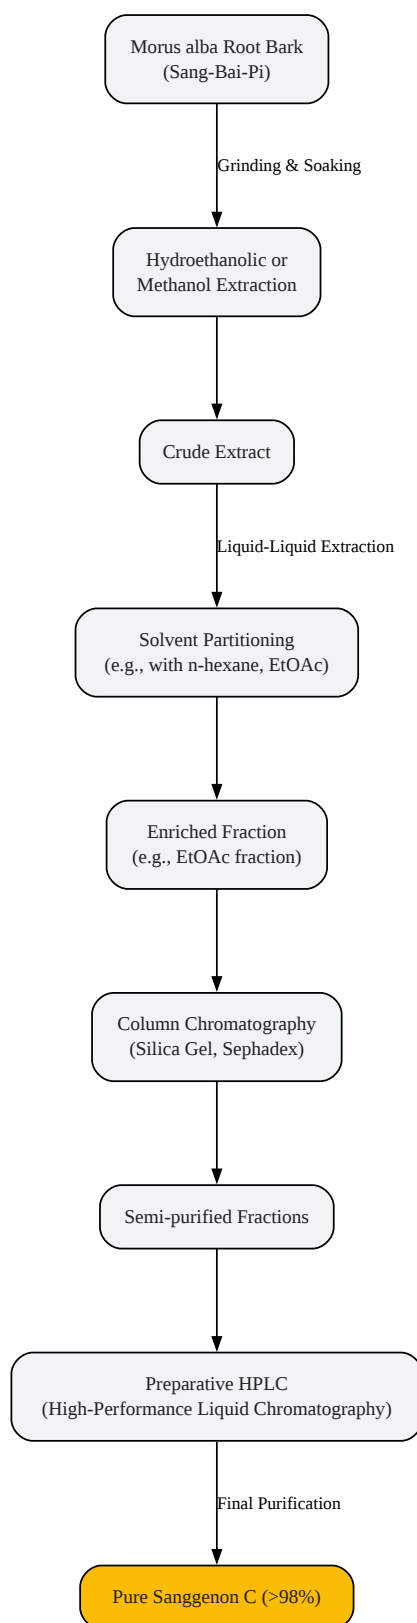 Morus alba Root Bark
(Sang-Bai-Pi)
Grinding & Soaking
Hydroethanolic or
Methanol Extraction
Crude Extract
Liquid-Liquid Extraction
Solvent Partitioning
(e.g., with n-hexane, EtOAc)
Enriched Fraction
(e.g., EtOAc fraction)
Column Chromatography
(Silica Gel, Sephadex)
Semi-purified Fractions
Preparative HPLC
(High-Performance Liquid Chromatography)
Final Purification
Pure Sanggenon C (>98%)